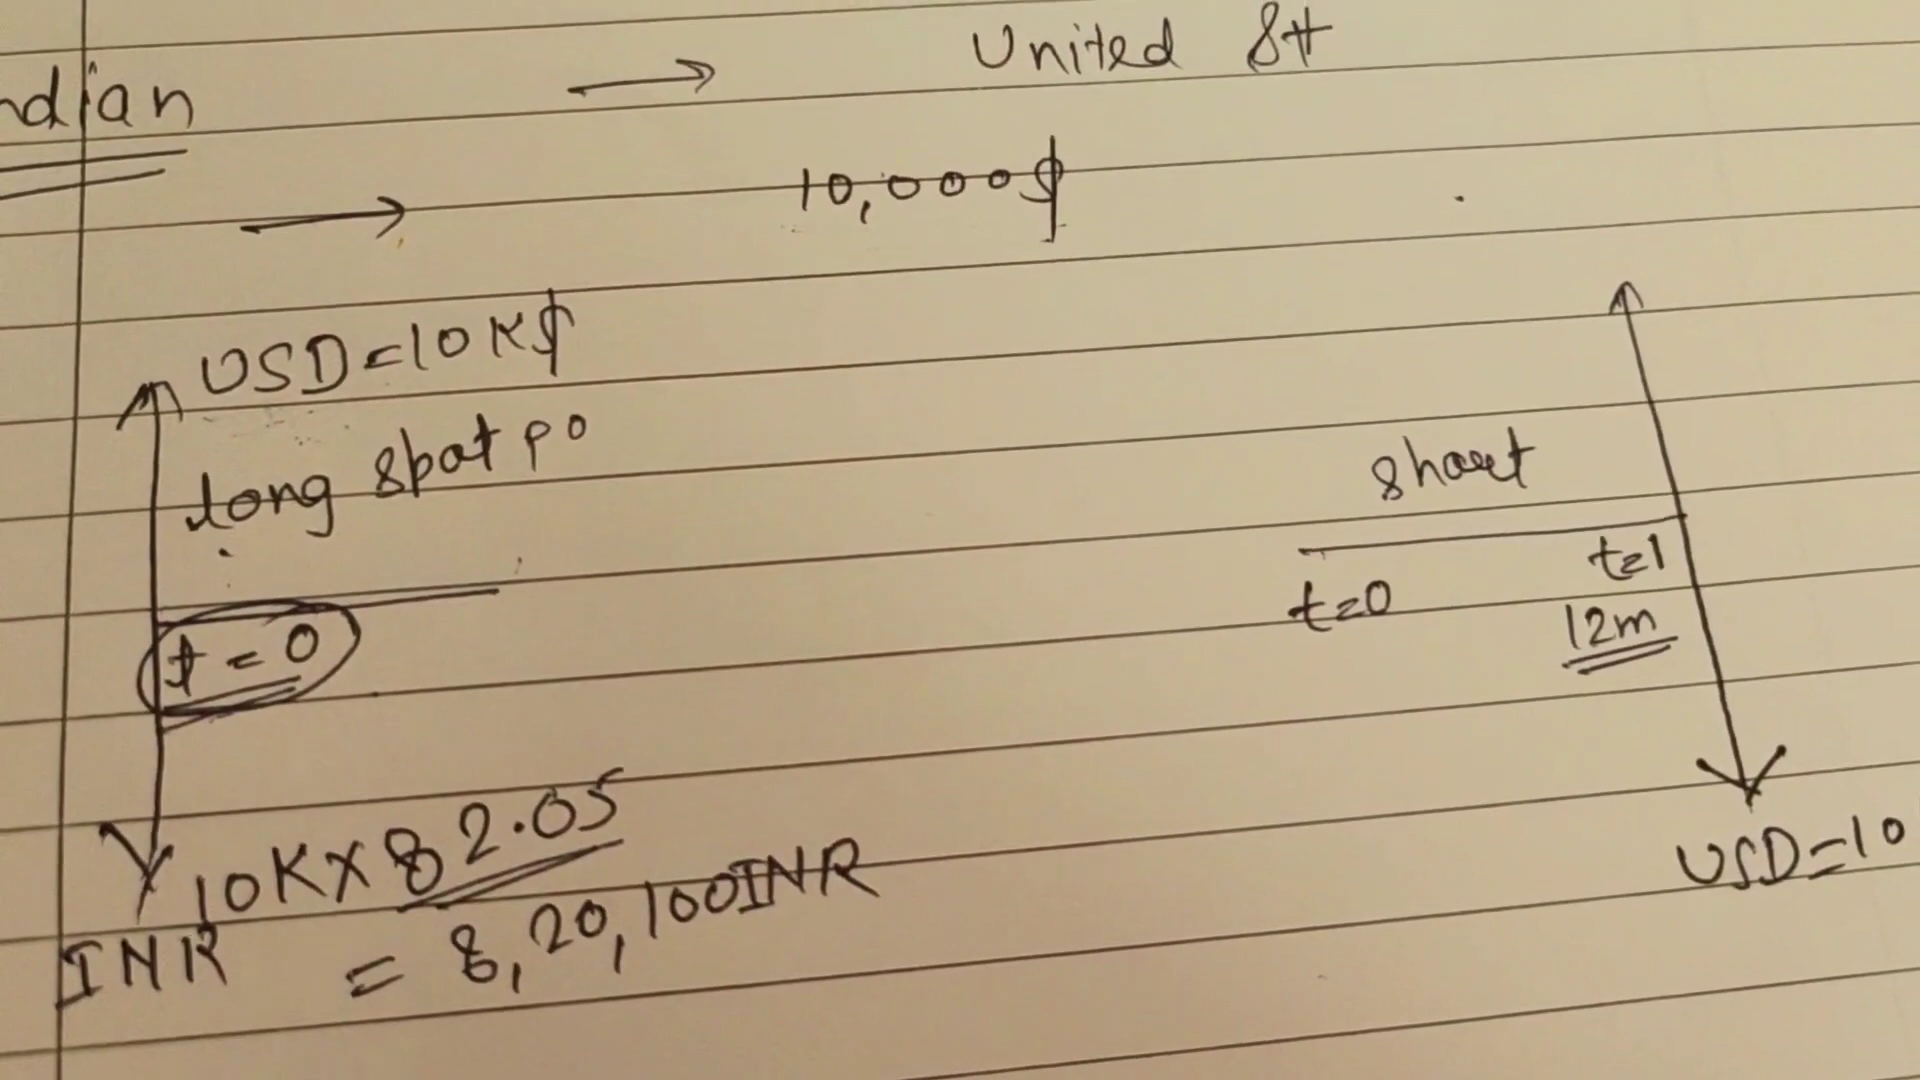 ndian → United St
→ 10,000$
USD=10K$
long spot po
short
t=0
t=1
12m
t=0
10K×82.05
INR
= 8,20,100INR
USD=10